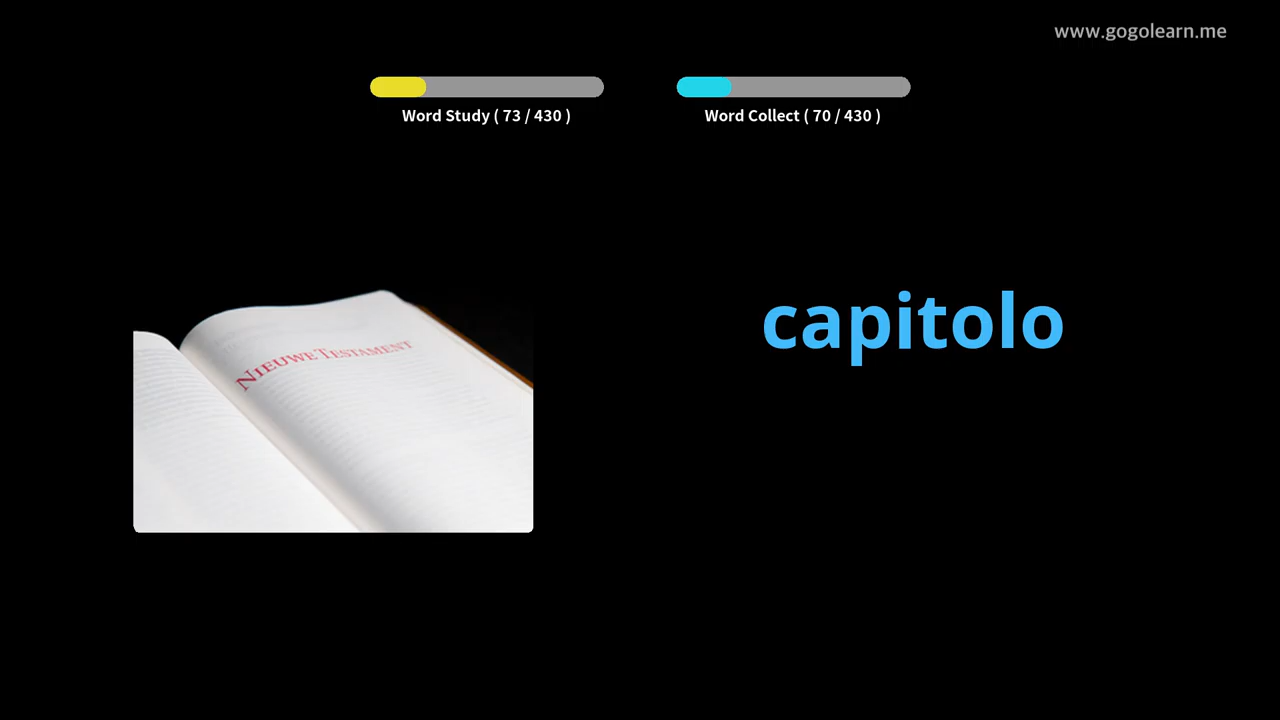 www.gogolearn.me
Word Study ( 73 / 430 )
Word Collect ( 70 / 430 )
capitolo
NIEUWE TESTAMENT